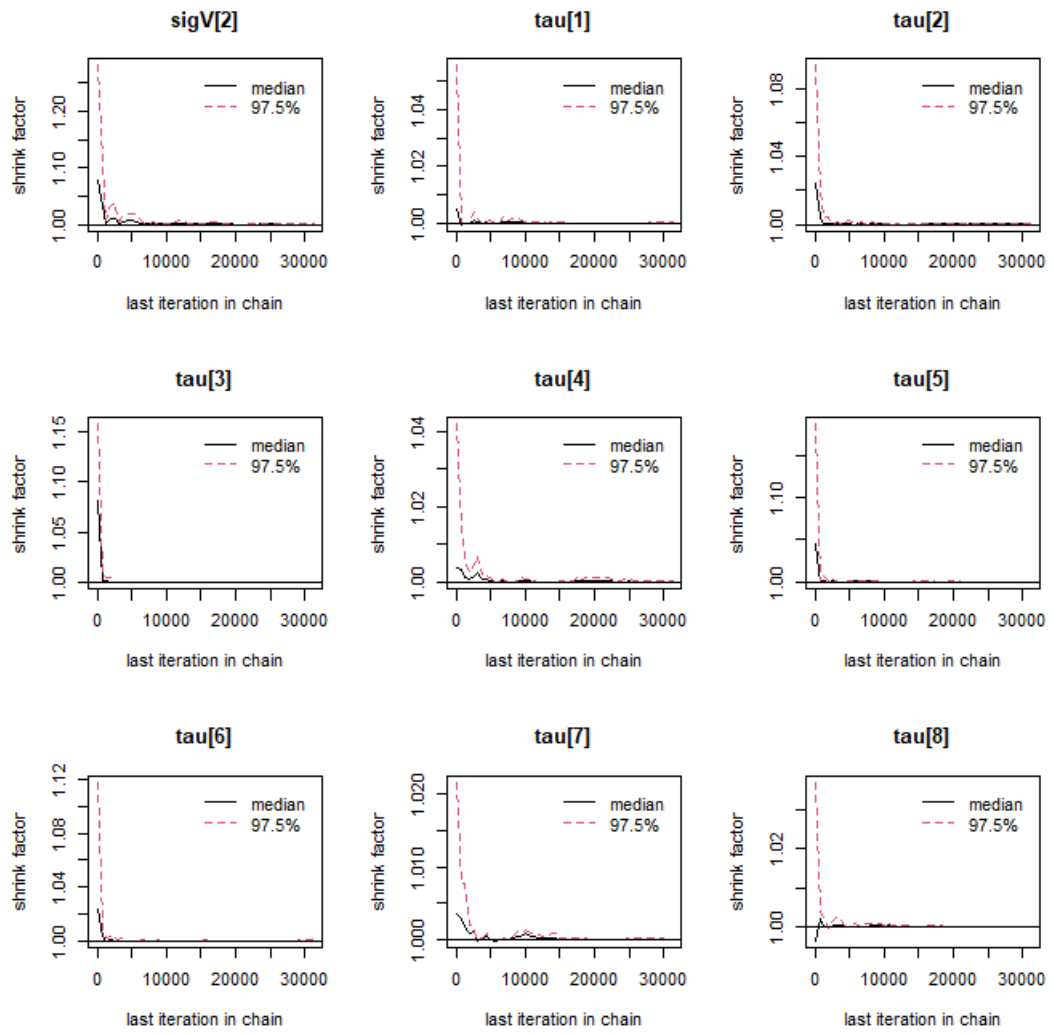 sigV[2]
shrink factor
1.00 1.10 1.20
median
97.5%
0 10000 20000 30000
last iteration in chain
tau[1]
shrink factor
1.00 1.02 1.04
median
97.5%
0 10000 20000 30000
last iteration in chain
tau[2]
shrink factor
1.00 1.04 1.08
median
97.5%
0 10000 20000 30000
last iteration in chain
tau[3]
shrink factor
1.00 1.05 1.10 1.15
median
97.5%
0 10000 20000 30000
last iteration in chain
tau[4]
shrink factor
1.00 1.02 1.04
median
97.5%
0 10000 20000 30000
last iteration in chain
tau[5]
shrink factor
1.00 1.10
median
97.5%
0 10000 20000 30000
last iteration in chain
tau[6]
shrink factor
1.00 1.04 1.08 1.12
median
97.5%
0 10000 20000 30000
last iteration in chain
tau[7]
shrink factor
1.000 1.010 1.020
median
97.5%
0 10000 20000 30000
last iteration in chain
tau[8]
shrink factor
1.00 1.02
median
97.5%
0 10000 20000 30000
last iteration in chain